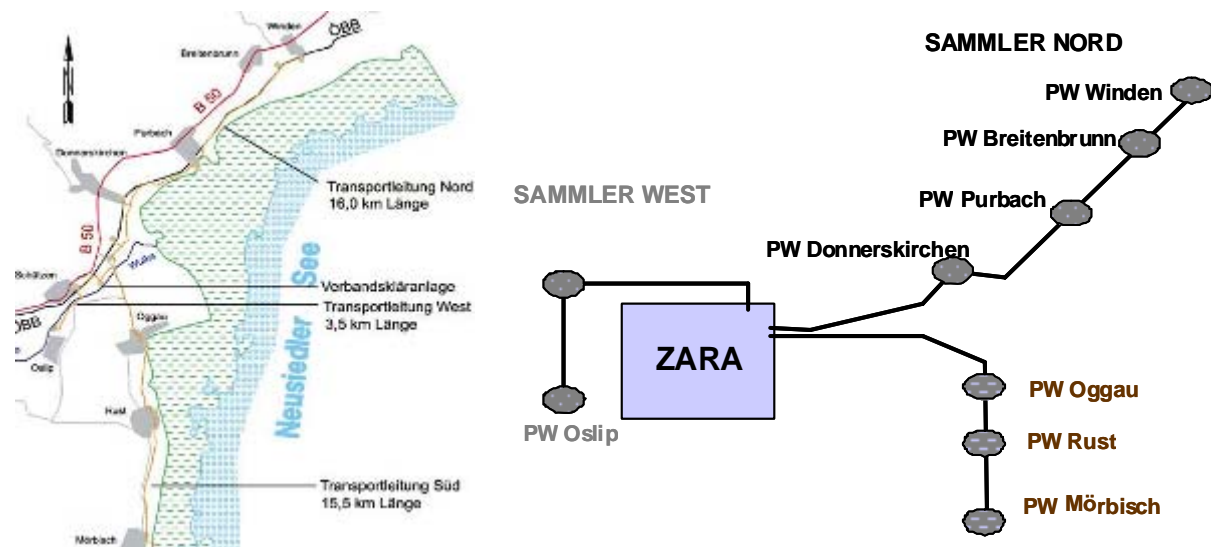 Winden
ÖBB
Breitenbrunn
N
B 50
Purbach
Donnerskirchen
Transportleitung Nord
16,0 km Länge
B 50
Wulka
Neusiedler See
Schützen
Verbandskläranlage
Transportleitung West
3,5 km Länge
ÖBB
Oggau
Oslip
Rust
Transportleitung Süd
15,5 km Länge
Mörbisch
SAMMLER NORD
PW Winden
PW Breitenbrunn
SAMMLER WEST
PW Purbach
PW Donnerskirchen
ZARA
PW Oggau
PW Oslip
PW Rust
PW Mörbisch